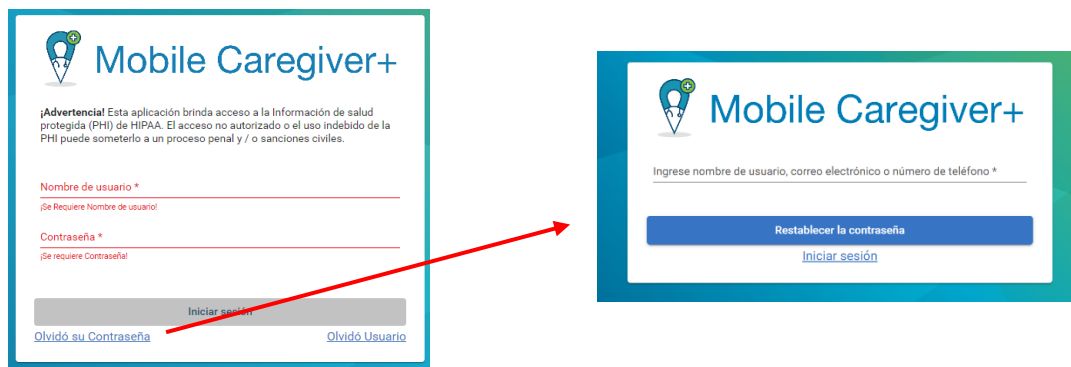 Mobile Caregiver+
¡Advertencia! Esta aplicación brinda acceso a la Información de salud
protegida (PHI) de HIPAA. El acceso no autorizado o el uso indebido de la
PHI puede someterlo a un proceso penal y / o sanciones civiles.
Nombre de usuario *
¡Se Requiere Nombre de usuario!
Contraseña *
¡Se requiere Contraseña!
Iniciar sesión
Olvidó su Contraseña
Olvidó Usuario
Mobile Caregiver+
Ingrese nombre de usuario, correo electrónico o número de teléfono *
Restablecer la contraseña
Iniciar sesión